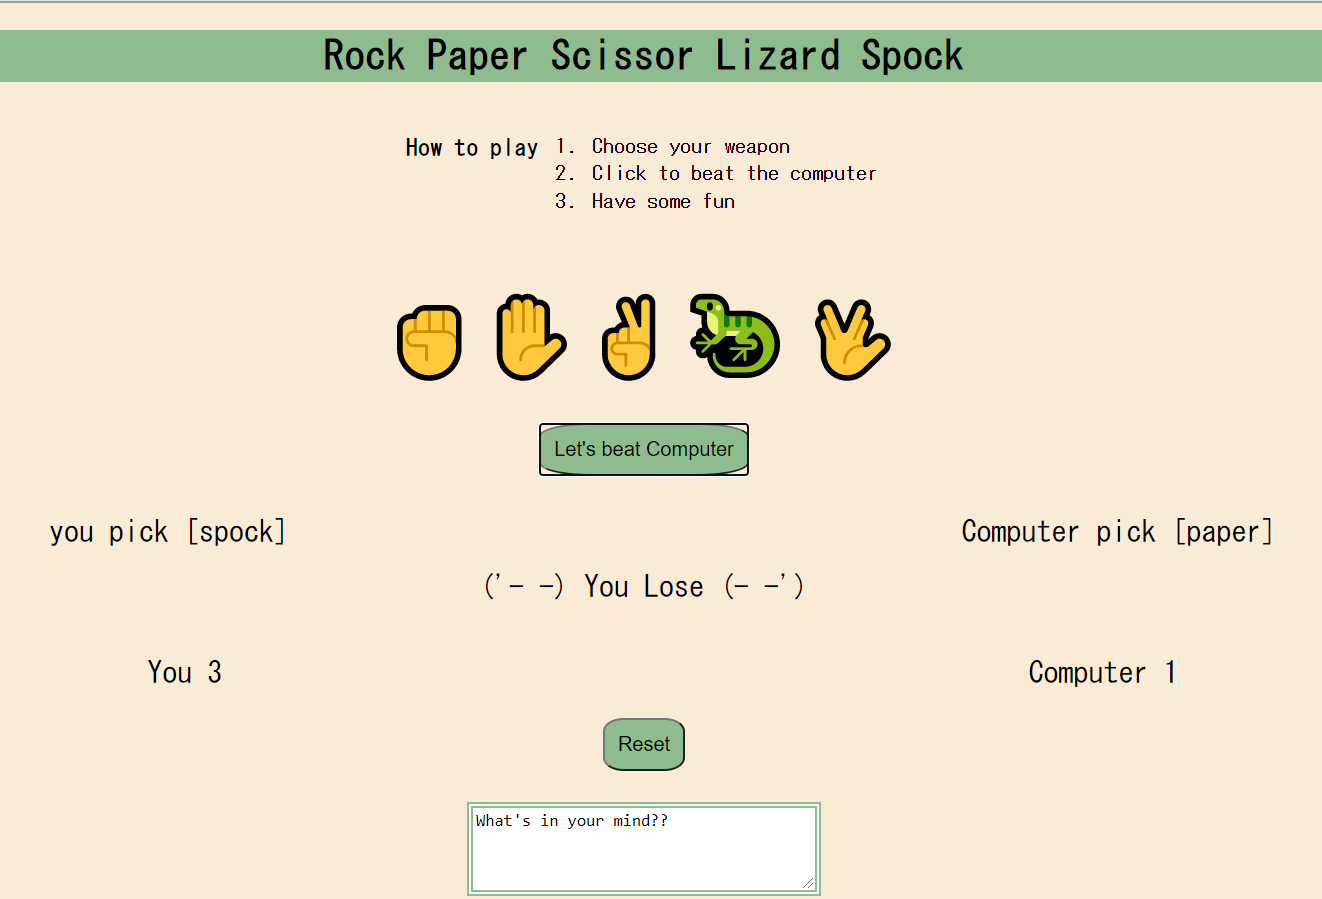 Rock Paper Scissor Lizard Spock
How to play
1. Choose your weapon
2. Click to beat the computer
3. Have some fun
Let's beat Computer
you pick [spock]
Computer pick [paper]
('- -) You Lose (- -')
You 3
Computer 1
Reset
What's in your mind??